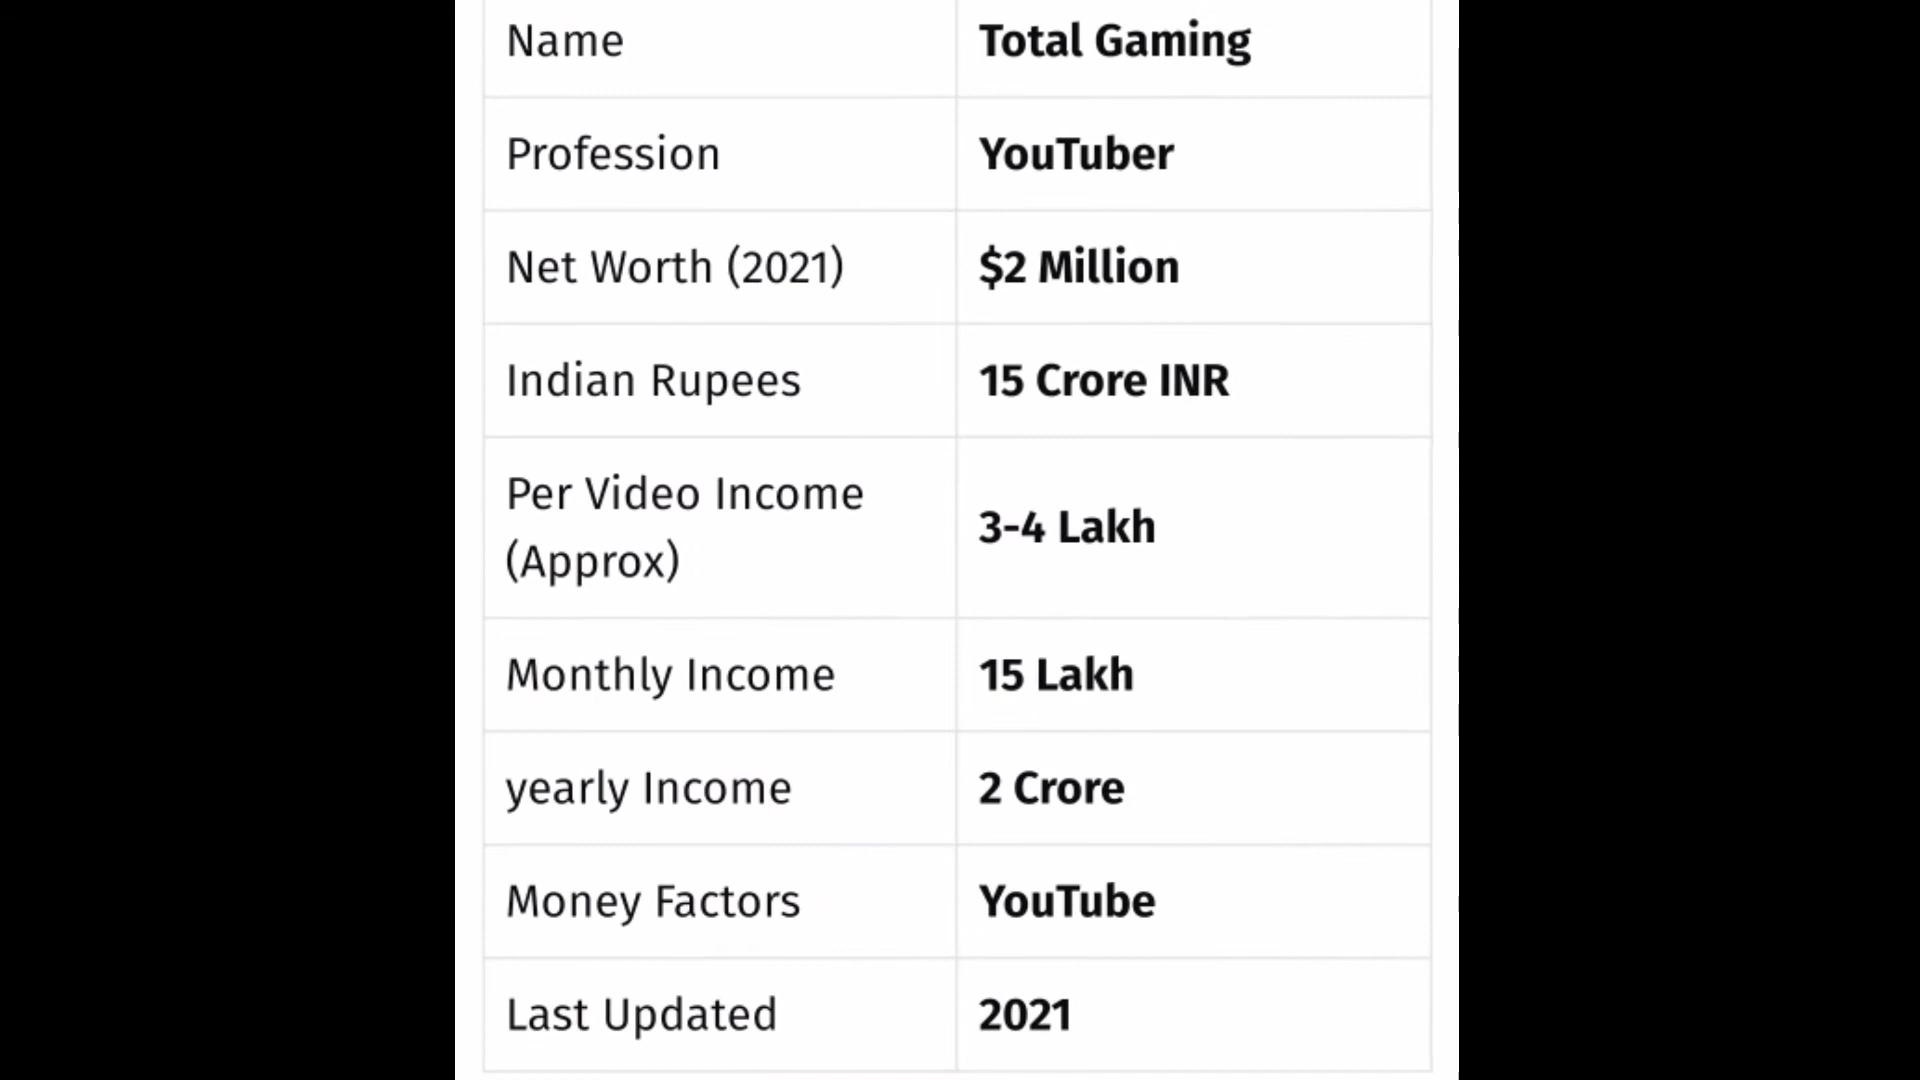 Name Total Gaming
Profession YouTuber
Net Worth (2021) $2 Million
Indian Rupees 15 Crore INR
Per Video Income
(Approx) 3-4 Lakh
Monthly Income 15 Lakh
yearly Income 2 Crore
Money Factors YouTube
Last Updated 2021